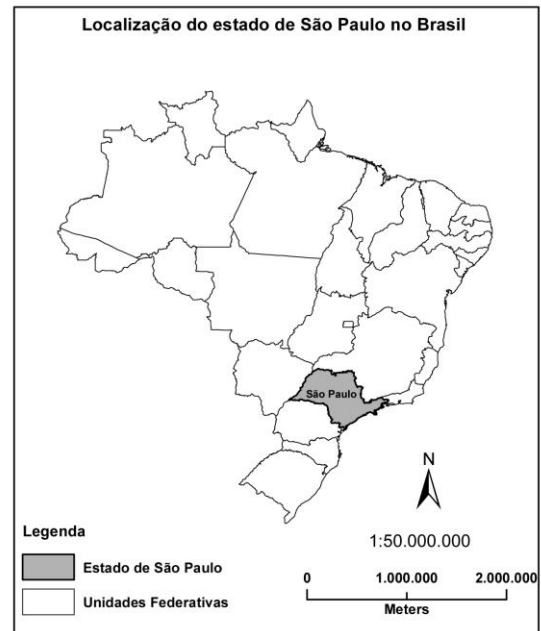 Localização do estado de São Paulo no Brasil
São Paulo
N
Legenda
1:50.000.000
Estado de São Paulo
0 1.000.000 2.000.000
Unidades Federativas
Meters